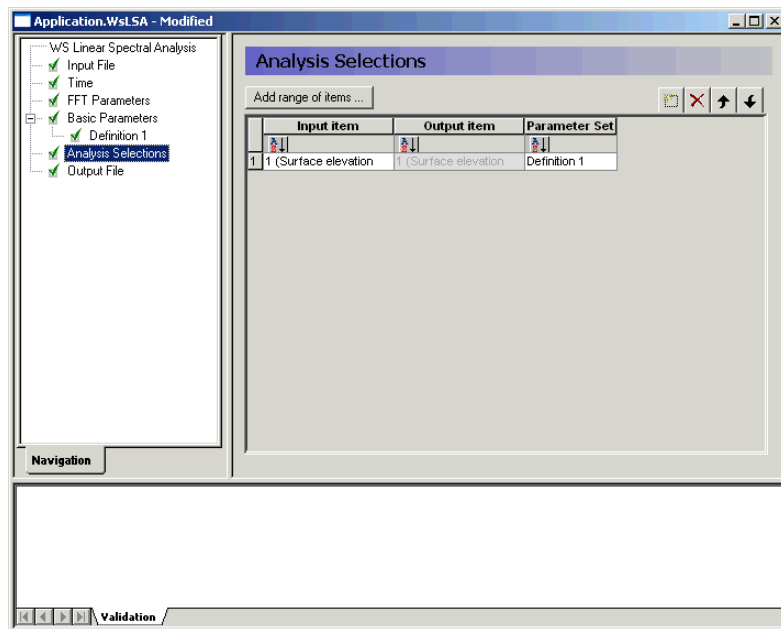 Application.WsLSA - Modified
WS Linear Spectral Analysis
Input File
Time
FFT Parameters
Basic Parameters
Definition 1
Analysis Selections
Output File
Navigation
Analysis Selections
Add range of items ...
Input item Output item Parameter Set
1 1 (Surface elevation 1 (Surface elevation Definition 1
Validation